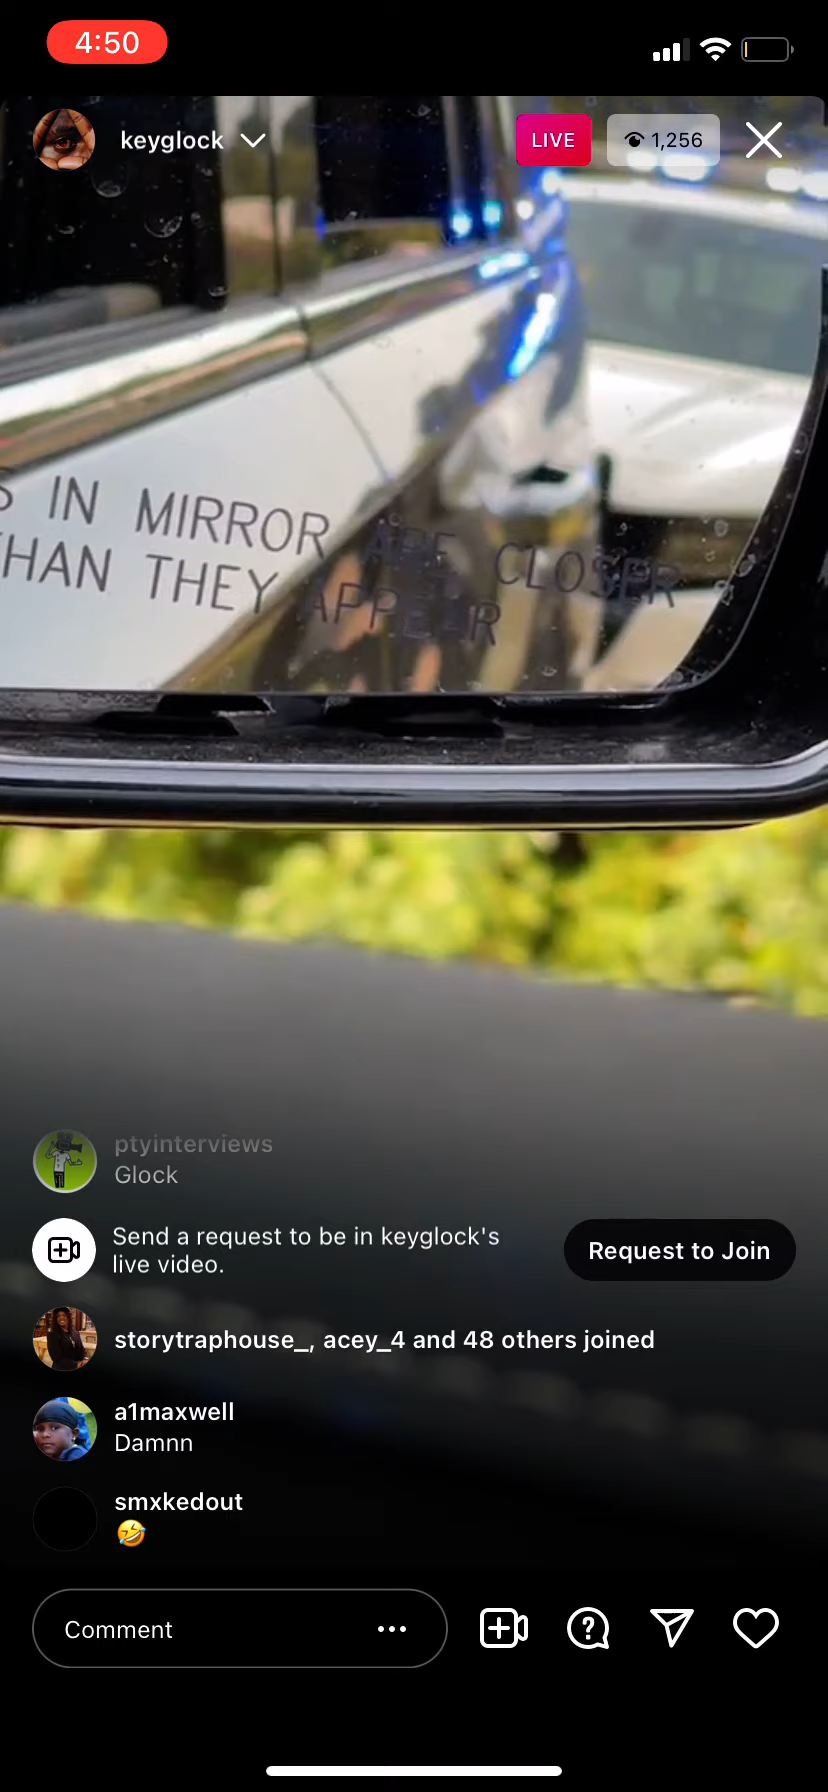 4:50
keyglock
LIVE
1,256
S IN MIRROR ARE CLOSER
THAN THEY APPEAR
ptyinterviews
Glock
Send a request to be in keyglock's
live video.
Request to Join
storytraphouse_, acey_4 and 48 others joined
a1maxwell
Damnn
smxkedout
🤣
Comment